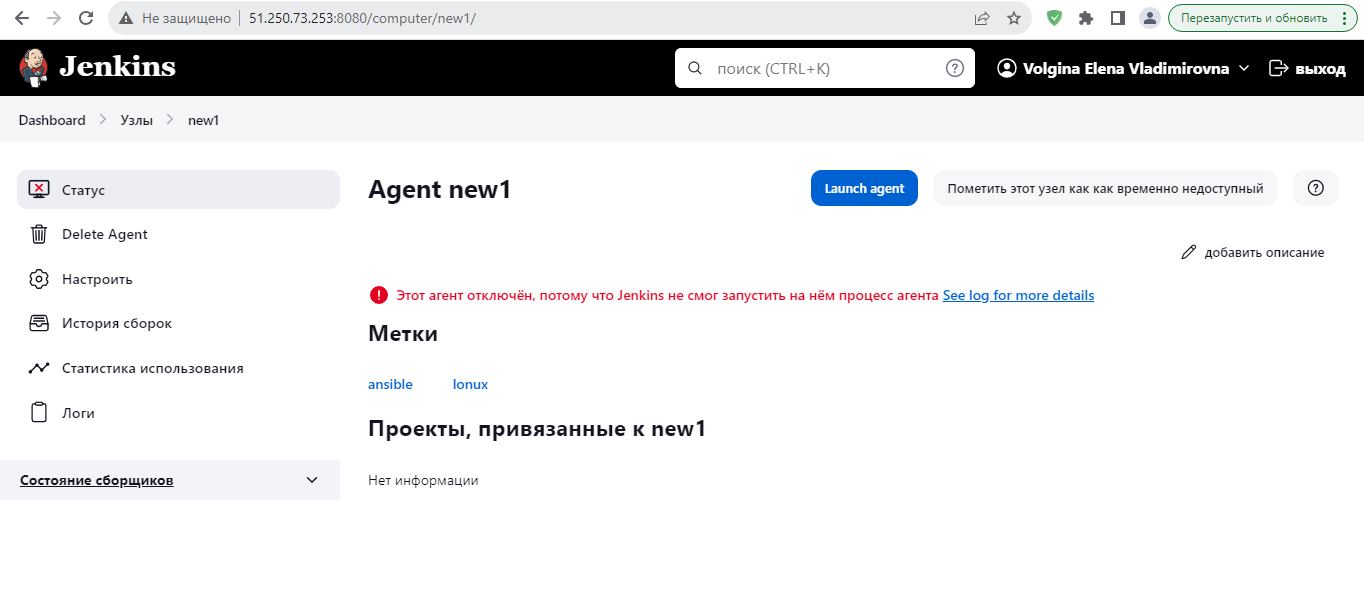 Не защищено 51.250.73.253:8080/computer/new1/ Перезапустить и обновить
Jenkins поиск (CTRL+K) Volgina Elena Vladimirovna выход
Dashboard Узлы new1
Статус
Delete Agent
Настроить
История сборок
Статистика использования
Логи
Состояние сборщиков
Agent new1 Launch agent Пометить этот узел как как временно недоступный
добавить описание
Этот агент отключён, потому что Jenkins не смог запустить на нём процесс агента See log for more details
Метки
ansible lonux
Проекты, привязанные к new1
Нет информации